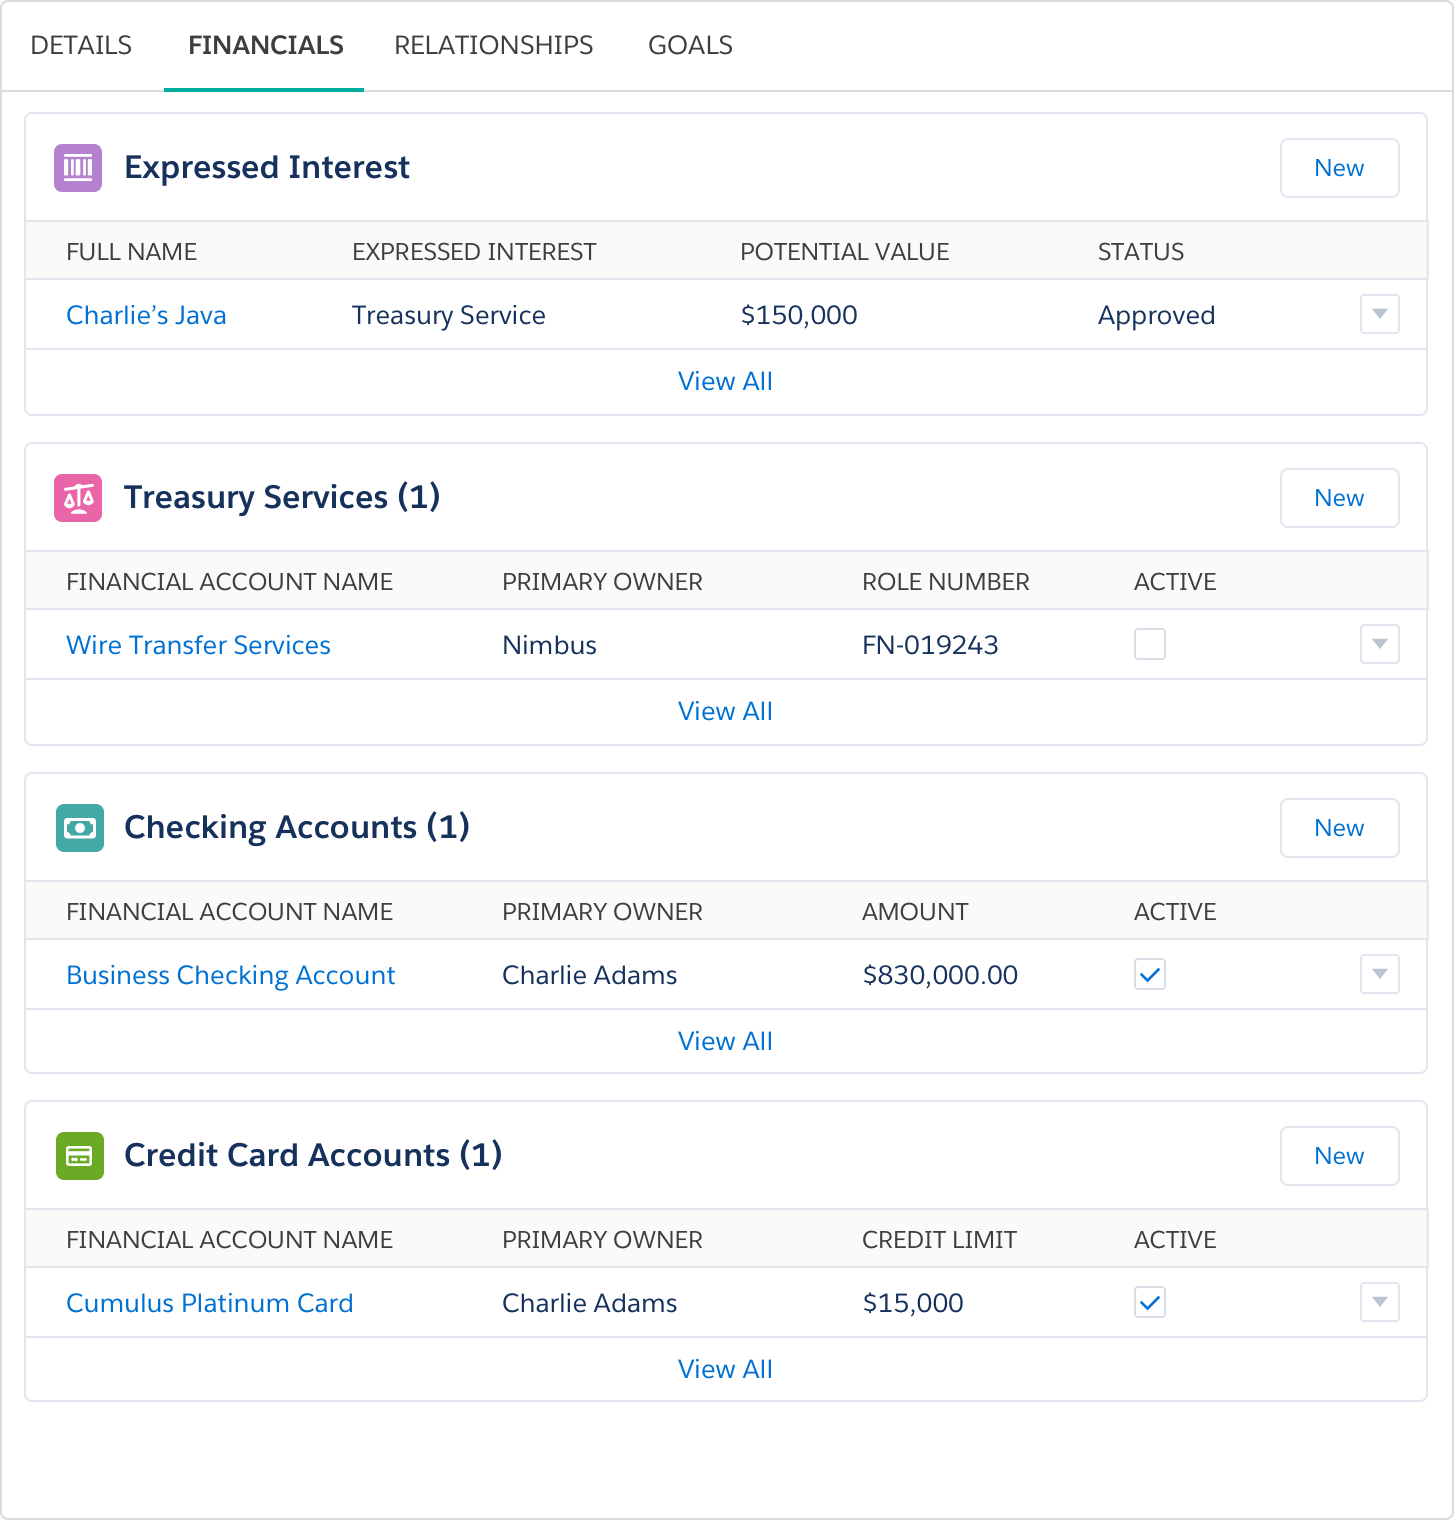 DETAILS FINANCIALS RELATIONSHIPS GOALS
Expressed Interest New
FULL NAME EXPRESSED INTEREST POTENTIAL VALUE STATUS
Charlie’s Java Treasury Service $150,000 Approved
View All
Treasury Services (1) New
FINANCIAL ACCOUNT NAME PRIMARY OWNER ROLE NUMBER ACTIVE
Wire Transfer Services Nimbus FN-019243
View All
Checking Accounts (1) New
FINANCIAL ACCOUNT NAME PRIMARY OWNER AMOUNT ACTIVE
Business Checking Account Charlie Adams $830,000.00
View All
Credit Card Accounts (1) New
FINANCIAL ACCOUNT NAME PRIMARY OWNER CREDIT LIMIT ACTIVE
Cumulus Platinum Card Charlie Adams $15,000
View All